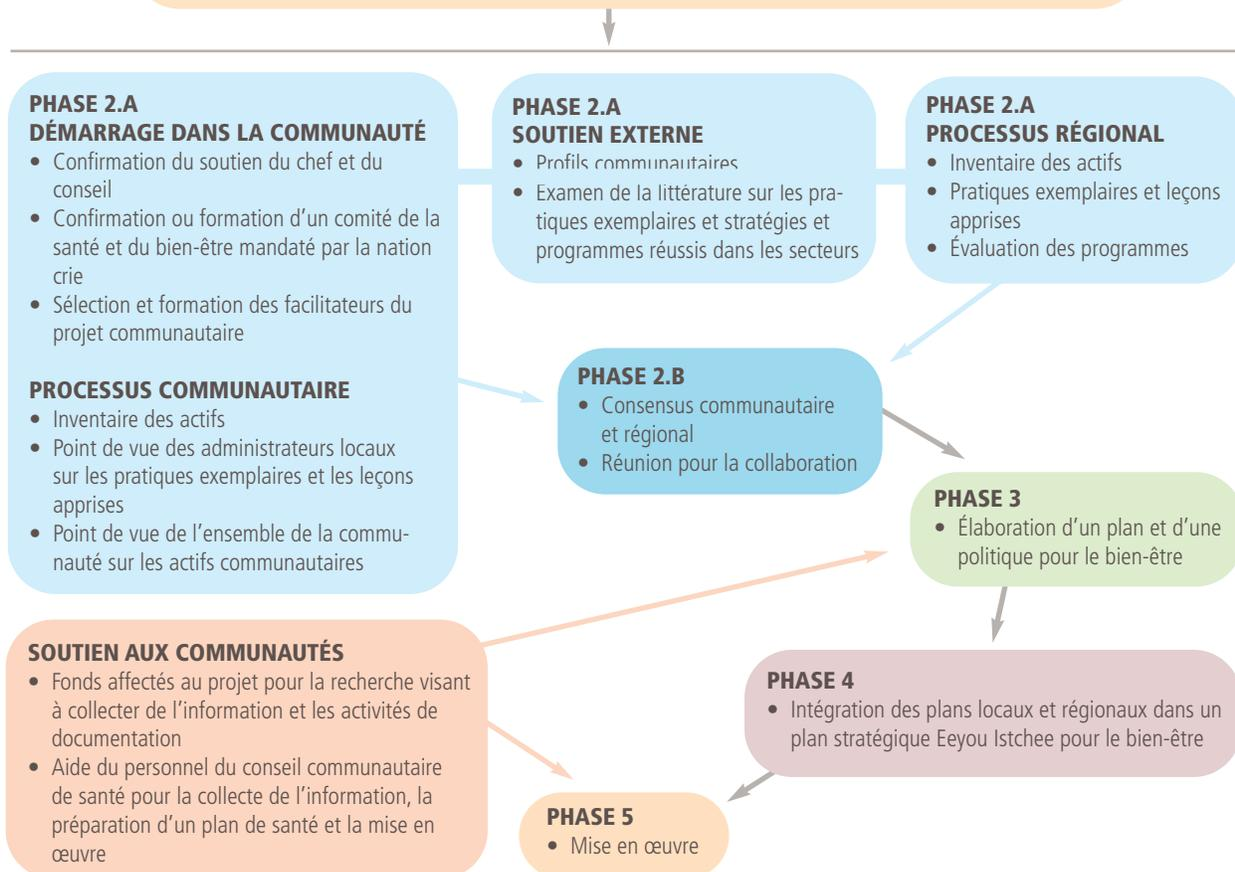 PHASE 2.A
DÉMARRAGE DANS LA COMMUNAUTÉ
• Confirmation du soutien du chef et du
conseil
• Confirmation ou formation d’un comité de la
santé et du bien-être mandaté par la nation
crie
• Sélection et formation des facilitateurs du
projet communautaire
PROCESSUS COMMUNAUTAIRE
• Inventaire des actifs
• Point de vue des administrateurs locaux
sur les pratiques exemplaires et les leçons
apprises
• Point de vue de l’ensemble de la commu-
nauté sur les actifs communautaires
PHASE 2.A
SOUTIEN EXTERNE
• Profils communautaires
• Examen de la littérature sur les pra-
tiques exemplaires et stratégies et
programmes réussis dans les secteurs
PHASE 2.A
PROCESSUS RÉGIONAL
• Inventaire des actifs
• Pratiques exemplaires et leçons
apprises
• Évaluation des programmes
PHASE 2.B
• Consensus communautaire
et régional
• Réunion pour la collaboration
PHASE 3
• Élaboration d’un plan et d’une
politique pour le bien-être
SOUTIEN AUX COMMUNAUTÉS
• Fonds affectés au projet pour la recherche visant
à collecter de l’information et les activités de
documentation
• Aide du personnel du conseil communautaire
de santé pour la collecte de l’information, la
préparation d’un plan de santé et la mise en
œuvre
PHASE 4
• Intégration des plans locaux et régionaux dans un
plan stratégique Eeyou Istchee pour le bien-être
PHASE 5
• Mise en œuvre